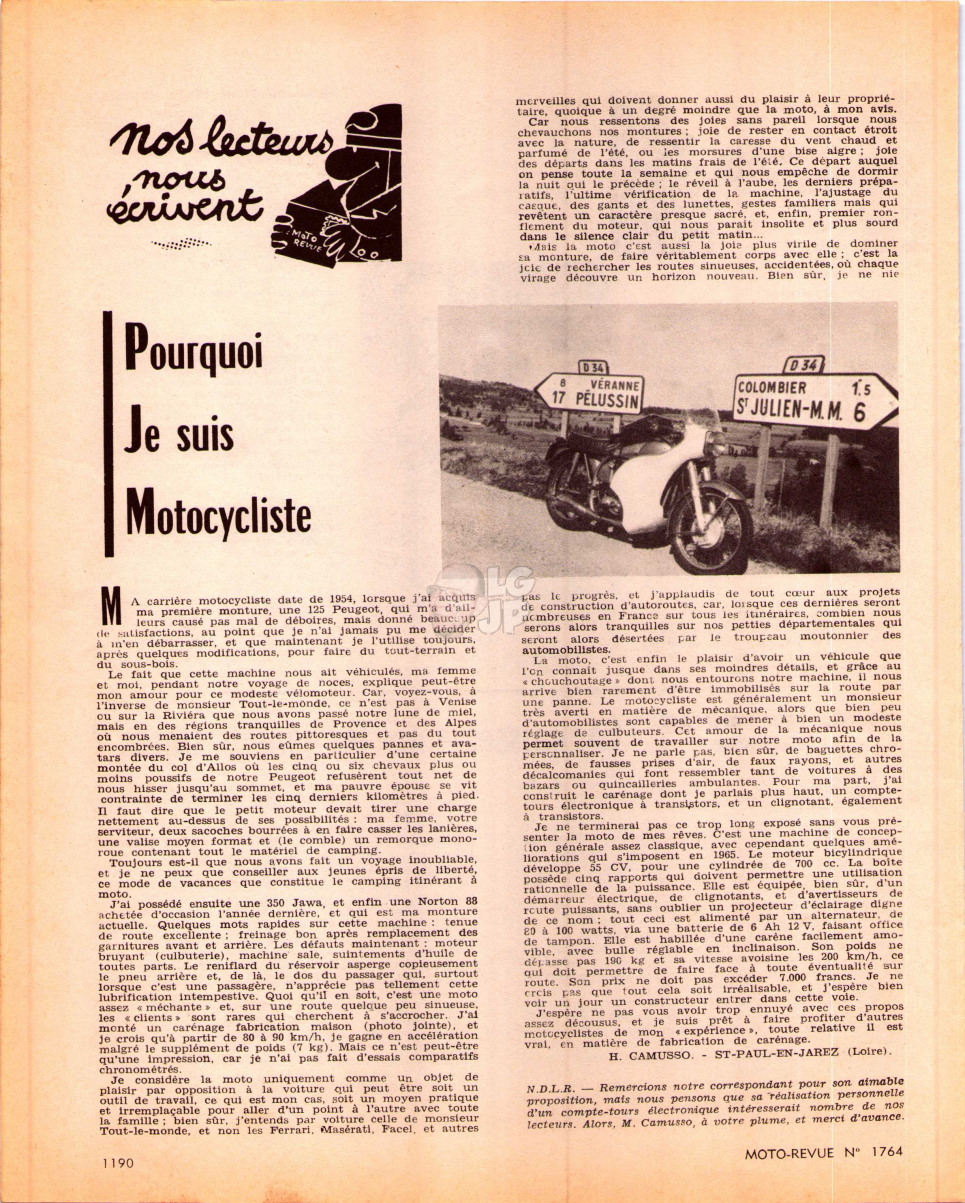 nos lecteurs
nous
écrivent
MOTO
REVUE
Pourquoi
Je suis
Motocycliste
MA carrière motocycliste date de 1954, lorsque j'ai acquis
ma première monture, une 125 Peugeot, qui m'a d'ail-
leurs causé pas mal de déboires, mais donné beaucoup
de satisfactions, au point que je n'ai jamais pu me décider
à m'en débarrasser, et que maintenant je l'utilise toujours,
après quelques modifications, pour faire du tout-terrain et
du sous-bois.
Le fait que cette machine nous ait véhiculés, ma femme
et moi, pendant notre voyage de noces, explique peut-être
mon amour pour ce modeste vélomoteur. Car, voyez-vous, à
l'inverse de monsieur Tout-le-monde, ce n'est pas à Venise
ou sur la Riviéra que nous avons passé notre lune de miel,
mais en des régions tranquilles de Provence et des Alpes
où nous menaient des routes pittoresques et pas du tout
encombrées. Bien sûr, nous eûmes quelques pannes et ava-
tars divers. Je me souviens en particulier d'une certaine
montée du col d'Allos où les cinq ou six chevaux plus ou
moins poussifs de notre Peugeot refusèrent tout net de
nous hisser jusqu'au sommet, et ma pauvre épouse se vit
contrainte de terminer les cinq derniers kilomètres à pied.
Il faut dire que le petit moteur devait tirer une charge
nettement au-dessus de ses possibilités : ma femme, votre
serviteur, deux sacoches bourrées à en faire casser les lanières,
une valise moyen format et (le comble) un remorque mono-
roue contenant tout le matériel de camping.
Toujours est-il que nous avons fait un voyage inoubliable,
et je ne peux que conseiller aux jeunes épris de liberté,
ce mode de vacances que constitue le camping itinérant à
moto.
J'ai possédé ensuite une 350 Jawa, et enfin une Norton 88
achetée d'occasion l'année dernière, et qui est ma monture
actuelle. Quelques mots rapides sur cette machine : tenue
de route excellente ; freinage bon après remplacement des
garnitures avant et arrière. Les défauts maintenant : moteur
bruyant (culbuterie), machine sale, suintements d'huile de
toutes parts. Le reniflard du réservoir asperge copieusement
le pneu arrière et, de là, le dos du passager qui, surtout
lorsque c'est une passagère, n'apprécie pas tellement cette
lubrification intempestive. Quoi qu'il en soit, c'est une moto
assez « méchante » et, sur une route quelque peu sinueuse,
les « clients » sont rares qui cherchent à s'accrocher. J'ai
monté un carénage fabrication maison (photo jointe), et
je crois qu'à partir de 80 à 90 km/h, je gagne en accélération
malgré le supplément de poids (7 kg). Mais ce n'est peut-être
qu'une impression, car je n'ai pas fait d'essais comparatifs
chronométrés.
Je considère la moto uniquement comme un objet de
plaisir par opposition à la voiture qui peut être soit un
outil de travail, ce qui est mon cas, soit un moyen pratique
et irremplaçable pour aller d'un point à l'autre avec toute
la famille ; bien sûr, j'entends par voiture celle de monsieur
Tout-le-monde, et non les Ferrari, Masérati, Facel, et autres
merveilles qui doivent donner aussi du plaisir à leur proprié-
taire, quoique à un degré moindre que la moto, à mon avis.
Car nous ressentons des joies sans pareil lorsque nous
chevauchons nos montures ; joie de rester en contact étroit
avec la nature, de ressentir la caresse du vent chaud et
parfumé de l'été, ou les morsures d'une bise aigre ; joie
des départs dans les matins frais de l'été. Ce départ auquel
on pense toute la semaine et qui nous empêche de dormir
la nuit qui le précède ; le réveil à l'aube, les derniers prépa-
ratifs, l'ultime vérification de la machine, l'ajustage du
casque, des gants et des lunettes, gestes familiers mais qui
revêtent un caractère presque sacré, et, enfin, premier ron-
flement du moteur, qui nous parait insolite et plus sourd
dans le silence clair du petit matin...
Mais la moto c'est aussi la joie plus virile de dominer
sa monture, de faire véritablement corps avec elle ; c'est la
joie de rechercher les routes sinueuses, accidentées, où chaque
virage découvre un horizon nouveau. Bien sûr, je ne nie
D 34
8 VÉRANNE
17 PÉLUSSIN
D 34
COLOMBIER 1.5
ST JULIEN-M.M. 6
LG
JP
pas le progrès, et j'applaudis de tout cœur aux projets
de construction d'autoroutes, car, lorsque ces dernières seront
nombreuses en France sur tous les itinéraires, combien nous
serons alors tranquilles sur nos petties départementales qui
seront alors désertées par le troupeau moutonnier des
automobilistes.
La moto, c'est enfin le plaisir d'avoir un véhicule que
l'on connaît jusque dans ses moindres détails, et grâce au
« chouchoutage » dont nous entourons notre machine, il nous
arrive bien rarement d'être immobilisés sur la route par
une panne. Le motocycliste est généralement un monsieur
très averti en matière de mécanique, alors que bien peu
d'automobilistes sont capables de mener à bien un modeste
réglage de culbuteurs. Cet amour de la mécanique nous
permet souvent de travailler sur notre moto afin de la
personnaliser. Je ne parle pas, bien sûr, de baguettes chro-
mées, de fausses prises d'air, de faux rayons, et autres
décalcomanies qui font ressembler tant de voitures à des
bazars ou quincailleries ambulantes. Pour ma part, j'ai
construit le carénage dont je parlais plus haut, un compte-
tours électronique à transistors, et un clignotant, également
à transistors.
Je ne terminerai pas ce trop long exposé sans vous pré-
senter la moto de mes rêves. C'est une machine de concep-
tion générale assez classique, avec cependant quelques amé-
liorations qui s'imposent en 1965. Le moteur bicylindrique
développe 55 CV, pour une cylindrée de 700 cc. La boîte
possède cinq rapports qui doivent permettre une utilisation
rationnelle de la puissance. Elle est équipée, bien sûr, d'un
démarreur électrique, de clignotants, et d'avertisseurs de
route puissants, sans oublier un projecteur d'éclairage digne
de ce nom ; tout ceci est alimenté par un alternateur, de
80 à 100 watts, via une batterie de 6 Ah 12 V, faisant office
de tampon. Elle est habillée d'une carène facilement amo-
vible, avec bulle réglable en inclinaison. Son poids ne
dépasse pas 190 kg et sa vitesse avoisine les 200 km/h, ce
qui doit permettre de faire face à toute éventualité sur
route. Son prix ne doit pas excéder 7.000 francs. Je ne
crois pas que tout cela soit irréalisable, et j'espère bien
voir un jour un constructeur entrer dans cette voie.
J'espère ne pas vous avoir trop ennuyé avec ces propos
assez décousus, et je suis prêt à faire profiter d'autres
motocyclistes de mon « expérience », toute relative il est
vrai, en matière de fabrication de carénage.
H. CAMUSSO. - ST-PAUL-EN-JAREZ (Loire).
N.D.L.R. — Remercions notre correspondant pour son aimable
proposition, mais nous pensons que sa réalisation personnelle
d'un compte-tours électronique intéresserait nombre de nos
lecteurs. Alors, M. Camusso, à votre plume, et merci d'avance.
1190
MOTO-REVUE N° 1764